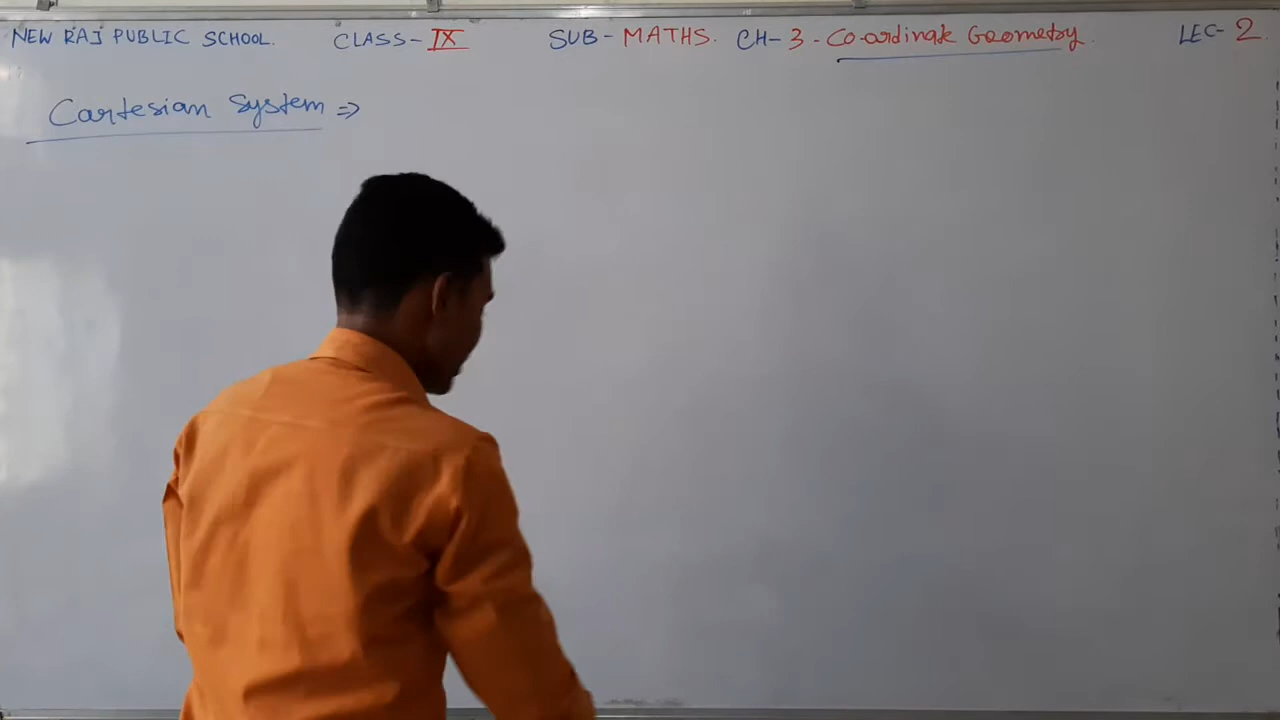 NEW RAJ PUBLIC SCHOOL. CLASS-IX SUB-MATHS. CH-3-Co-ordinate Geometry. LEC-2.
Cartesian System ⇒